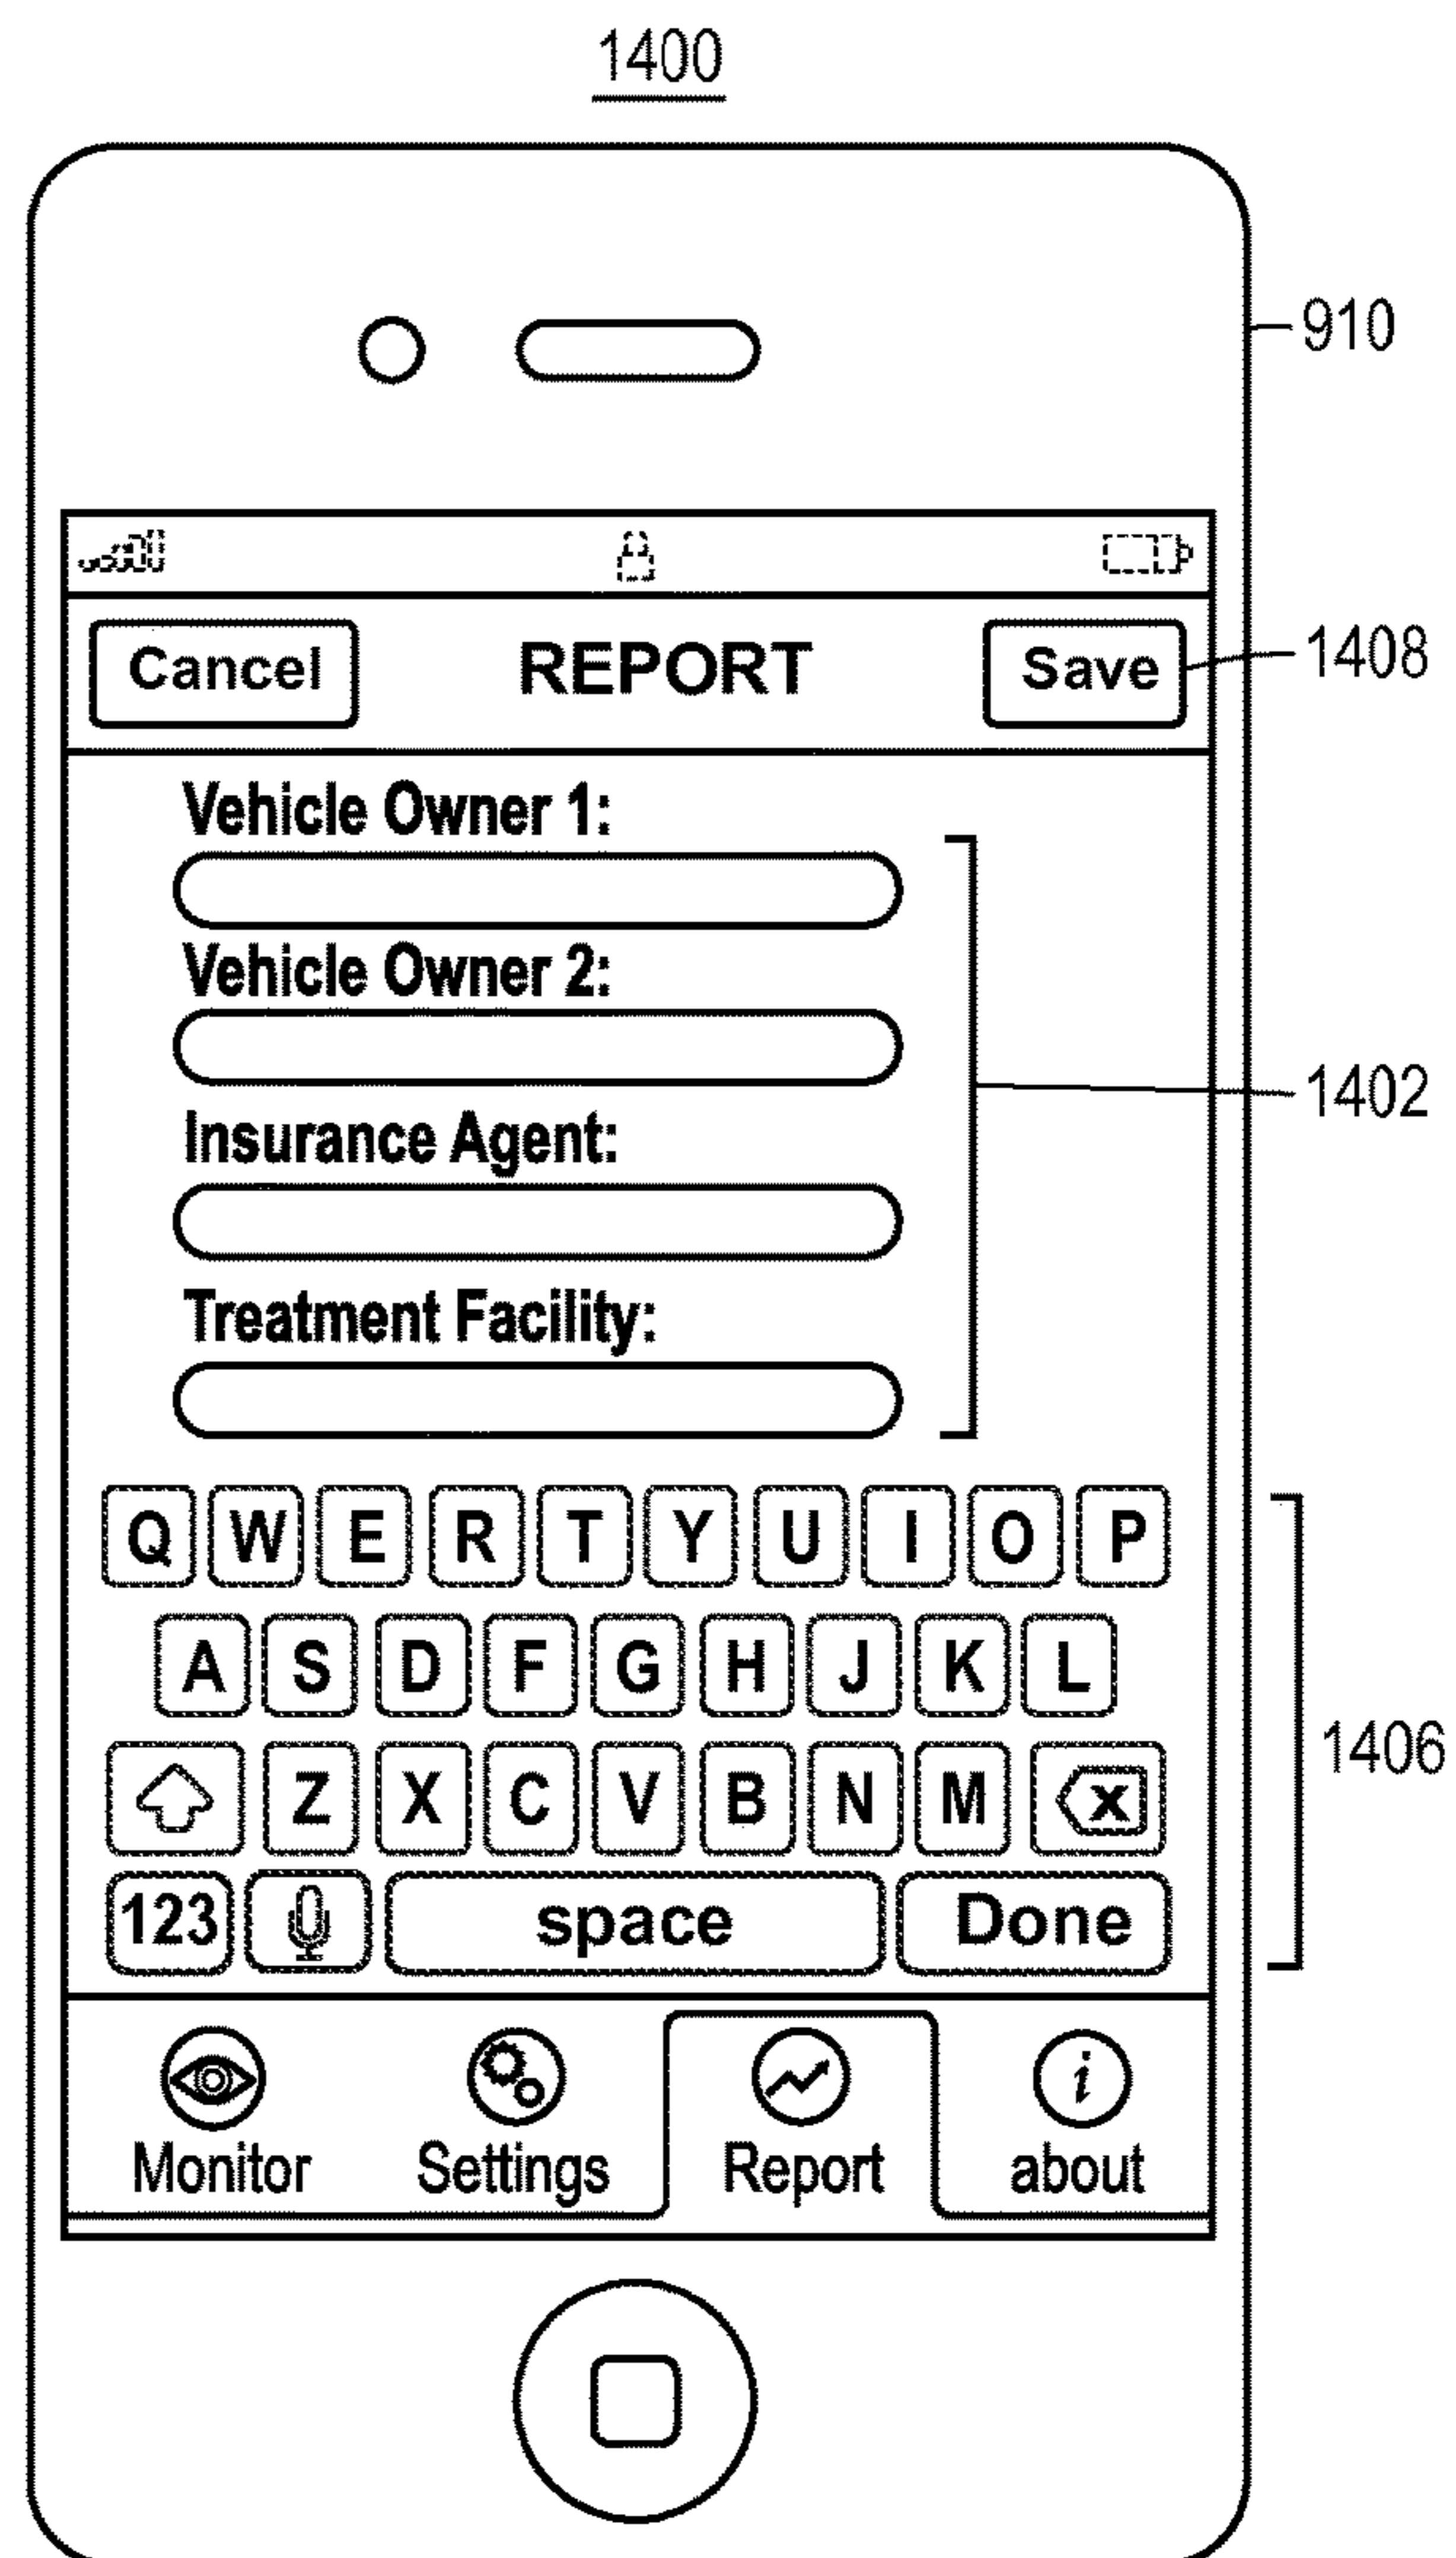 1400
910
Cancel REPORT Save
1408
Vehicle Owner 1:
Vehicle Owner 2:
1402
Insurance Agent:
Treatment Facility:
Q W E R T Y U I O P
A S D F G H J K L
1406
Z X C V B N M x
123 space Done
i
Monitor Settings Report about